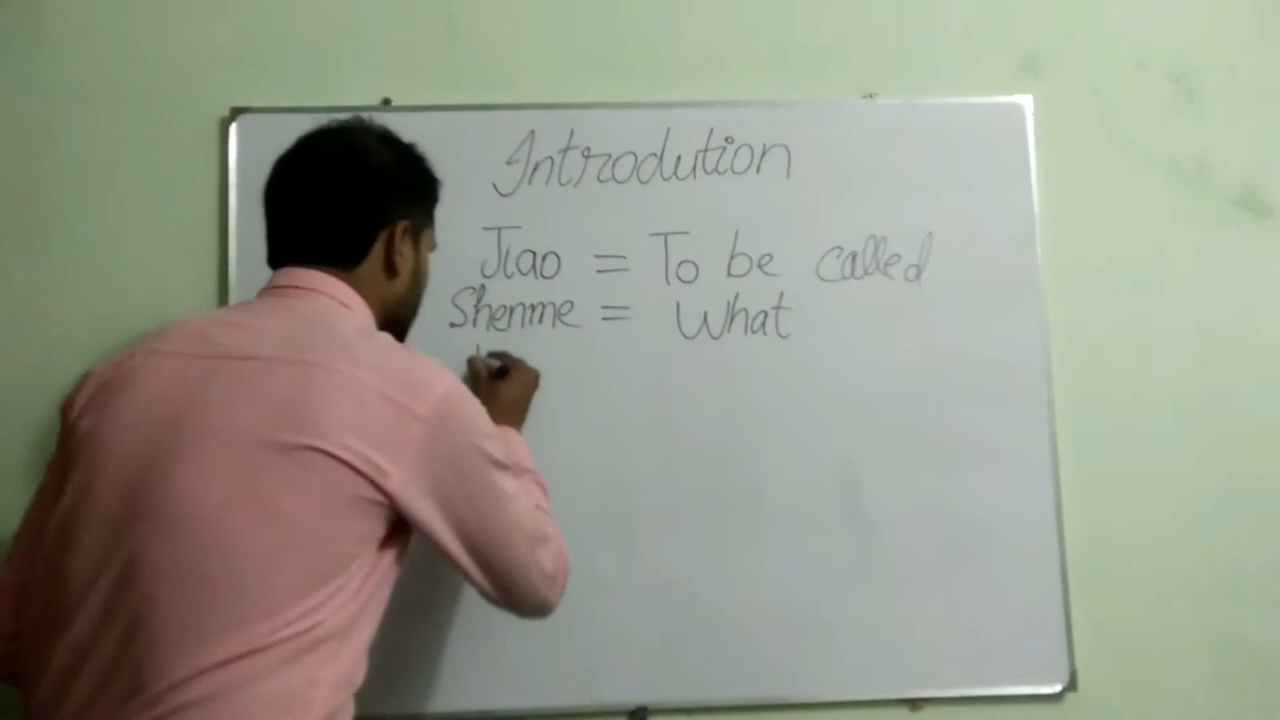 Introdution
Jiao = To be called
Shenme = What